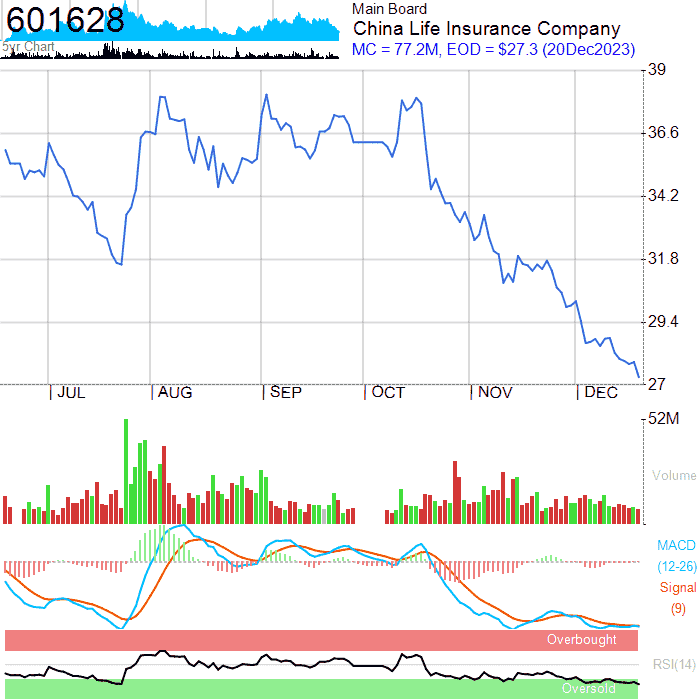 601628
5yr Chart
Main Board
China Life Insurance Company
MC = 77.2M, EOD = $27.3 (20Dec2023)
39
36.6
34.2
31.8
29.4
27
JUL AUG SEP OCT NOV DEC
52M
Volume
MACD
(12-26)
Signal
(9)
Overbought
RSI(14)
Oversold